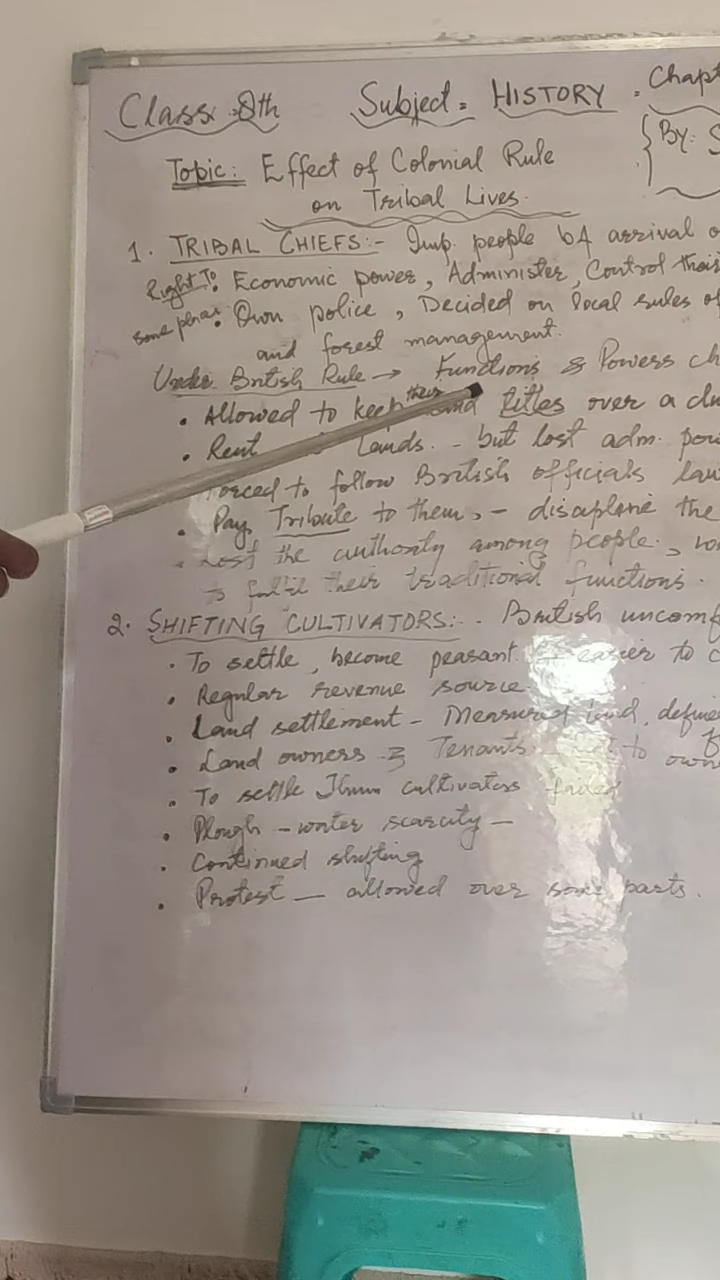 Class: 8th Subject = HISTORY . Chapt
Topic: Effect of Colonial Rule
By: S
on Tribal Lives.
1. TRIBAL CHIEFS:- Imp. people b4 arrival o
Right To: Economic power, Administer, Control their
some places: Own police, Decided on local rules of
and forest management.
Under British Rule → Functions & Powers ch
• Allowed to keep their land titles over a clu
• Rent Lands. - but lost adm. pow
forced to follow British officials law
• Pay Tribute to them, - discipline the
• Lost the authority among people.,
to fulfil their traditional functions.
2. SHIFTING CULTIVATORS:- . British uncomf
• To settle, become peasant. - easier to c
• Regular revenue source.
• Land settlement - Measured land, define
• Land owners Tenants. to own
• To settle Jhum cultivators failed
• Plough - water scarcity -
• Continued shifting
• Protest - allowed over some parts.